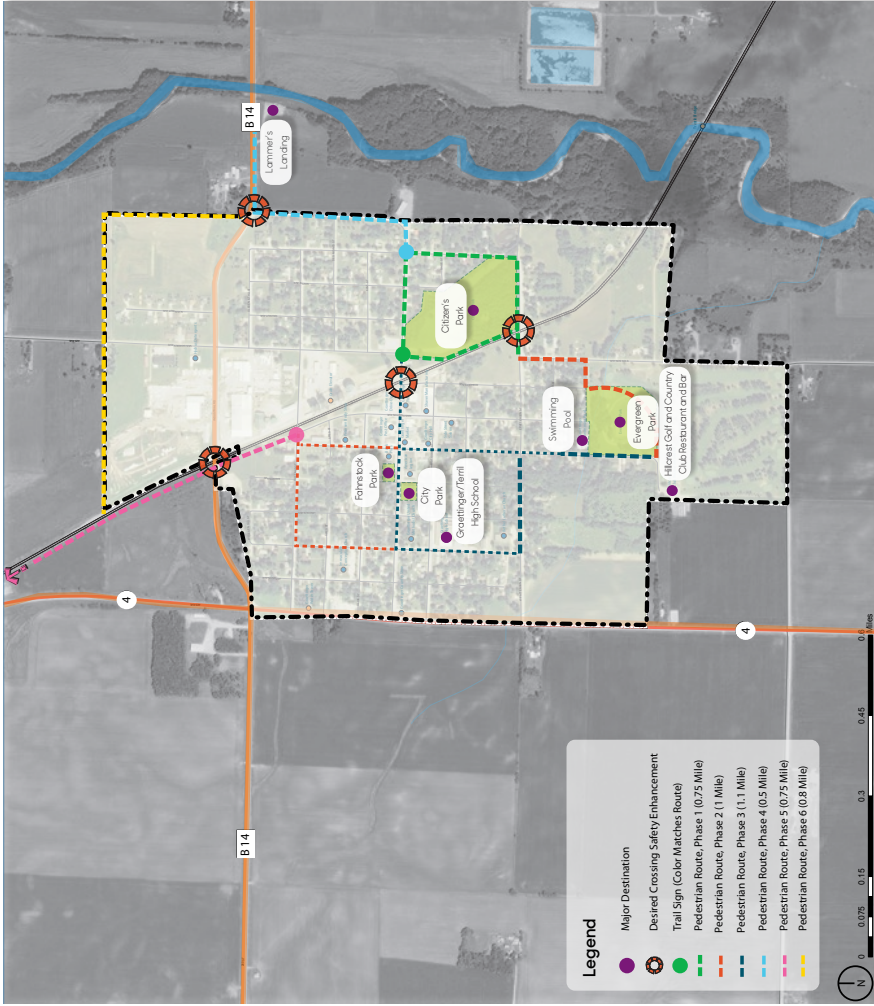 B 14
Lammer's
Landing
Citizen's
Park
Swimming
Pool
Evergreen
Park
Hillcrest Golf and Country
Club Restaurant and Bar
Fahnstock
Park
City
Park
Graettinger/Terril
High School
4
4
B 14
Legend
Major Destination
Desired Crossing Safety Enhancement
Trail Sign (Color Matches Route)
Pedestrian Route, Phase 1 (0.75 Mile)
Pedestrian Route, Phase 2 (1 Mile)
Pedestrian Route, Phase 3 (1.1 Mile)
Pedestrian Route, Phase 4 (0.5 Mile)
Pedestrian Route, Phase 5 (0.75 Mile)
Pedestrian Route, Phase 6 (0.8 Mile)
N
0 0.075 0.15 0.3 0.45 0.6 Miles